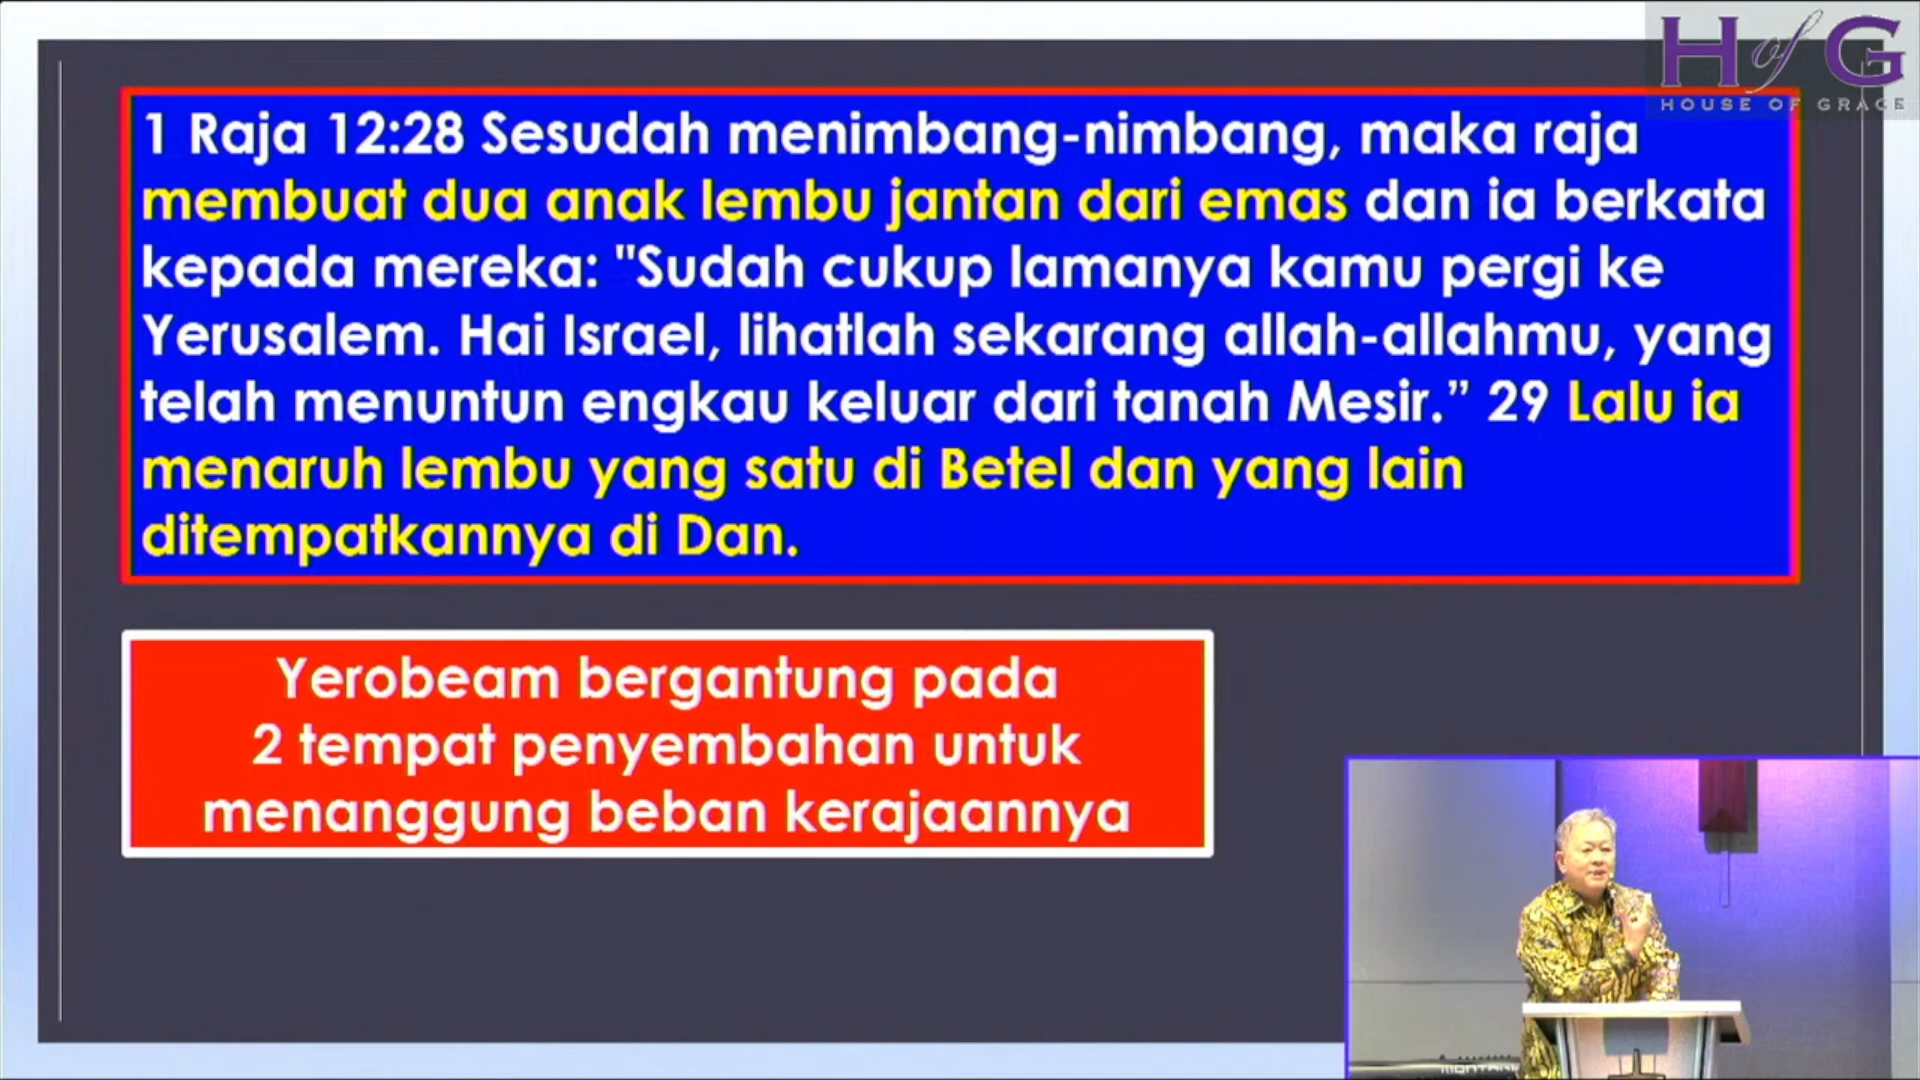 H of G
HOUSE OF GRACE
1 Raja 12:28 Sesudah menimbang-nimbang, maka raja
membuat dua anak lembu jantan dari emas dan ia berkata
kepada mereka: "Sudah cukup lamanya kamu pergi ke
Yerusalem. Hai Israel, lihatlah sekarang allah-allahmu, yang
telah menuntun engkau keluar dari tanah Mesir.” 29 Lalu ia
menaruh lembu yang satu di Betel dan yang lain
ditempatkannya di Dan.
Yerobeam bergantung pada
2 tempat penyembahan untuk
menanggung beban kerajaannya